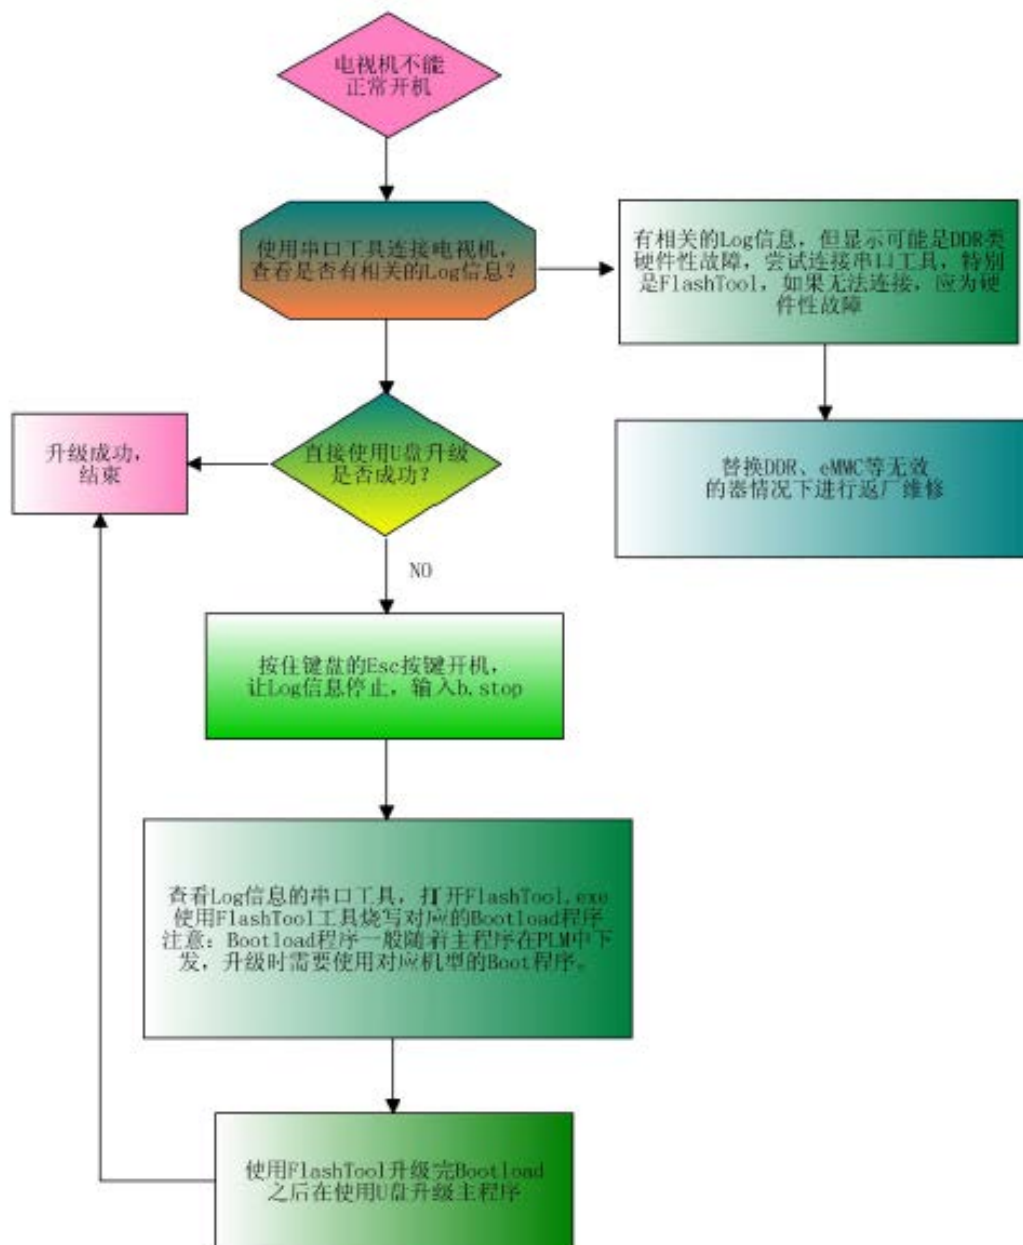 电视机不能
正常开机
使用串口工具连接电视机，
查看是否有相关的Log信息？
有相关的Log信息，但显示可能是DDR类
硬件性故障，尝试连接串口工具，特别
是FlashTool，如果无法连接，应为硬
件性故障
替换DDR、eMMC等无效
的器情况下进行返厂维修
直接使用U盘升级
是否成功？
升级成功，
结束
NO
按住键盘的Esc按键开机，
让Log信息停止，输入b.stop
查看Log信息的串口工具，打开FlashTool.exe
使用FlashTool工具烧写对应的Bootload程序
注意：Bootload程序一般随着主程序在PLM中下
发，升级时需要使用对应机型的Boot程序。
使用FlashTool升级完Bootload
之后在使用U盘升级主程序